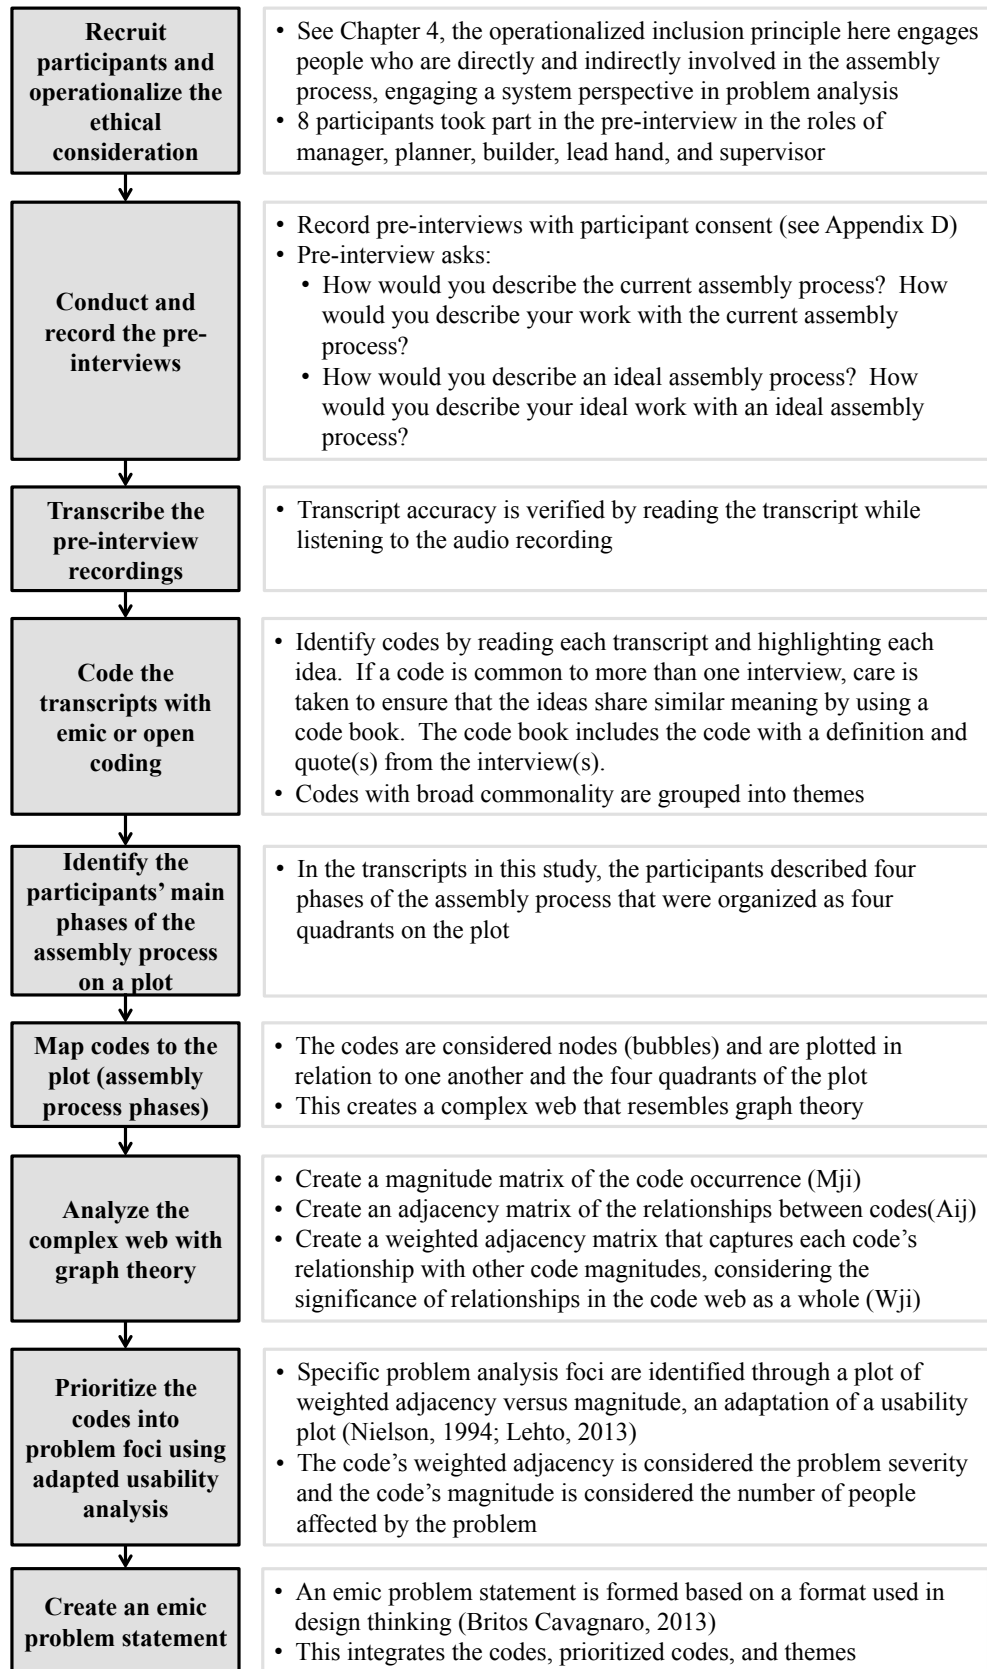 Recruit
participants and
operationalize the
ethical
consideration
• See Chapter 4, the operationalized inclusion principle here engages
people who are directly and indirectly involved in the assembly
process, engaging a system perspective in problem analysis
• 8 participants took part in the pre-interview in the roles of
manager, planner, builder, lead hand, and supervisor
Conduct and
record the pre-
interviews
• Record pre-interviews with participant consent (see Appendix D)
• Pre-interview asks:
• How would you describe the current assembly process?  How
would you describe your work with the current assembly
process?
• How would you describe an ideal assembly process?  How
would you describe your ideal work with an ideal assembly
process?
Transcribe the
pre-interview
recordings
• Transcript accuracy is verified by reading the transcript while
listening to the audio recording
Code the
transcripts with
emic or open
coding
• Identify codes by reading each transcript and highlighting each
idea.  If a code is common to more than one interview, care is
taken to ensure that the ideas share similar meaning by using a
code book.  The code book includes the code with a definition and
quote(s) from the interview(s).
• Codes with broad commonality are grouped into themes
Identify the
participants’ main
phases of the
assembly process
on a plot
• In the transcripts in this study, the participants described four
phases of the assembly process that were organized as four
quadrants on the plot
Map codes to the
plot (assembly
process phases)
• The codes are considered nodes (bubbles) and are plotted in
relation to one another and the four quadrants of the plot
• This creates a complex web that resembles graph theory
Analyze the
complex web with
graph theory
• Create a magnitude matrix of the code occurrence (Mji)
• Create an adjacency matrix of the relationships between codes(Aij)
• Create a weighted adjacency matrix that captures each code’s
relationship with other code magnitudes, considering the
significance of relationships in the code web as a whole (Wji)
Prioritize the
codes into
problem foci using
adapted usability
analysis
• Specific problem analysis foci are identified through a plot of
weighted adjacency versus magnitude, an adaptation of a usability
plot (Nielson, 1994; Lehto, 2013)
• The code’s weighted adjacency is considered the problem severity
and the code’s magnitude is considered the number of people
affected by the problem
Create an emic
problem statement
• An emic problem statement is formed based on a format used in
design thinking (Britos Cavagnaro, 2013)
• This integrates the codes, prioritized codes, and themes